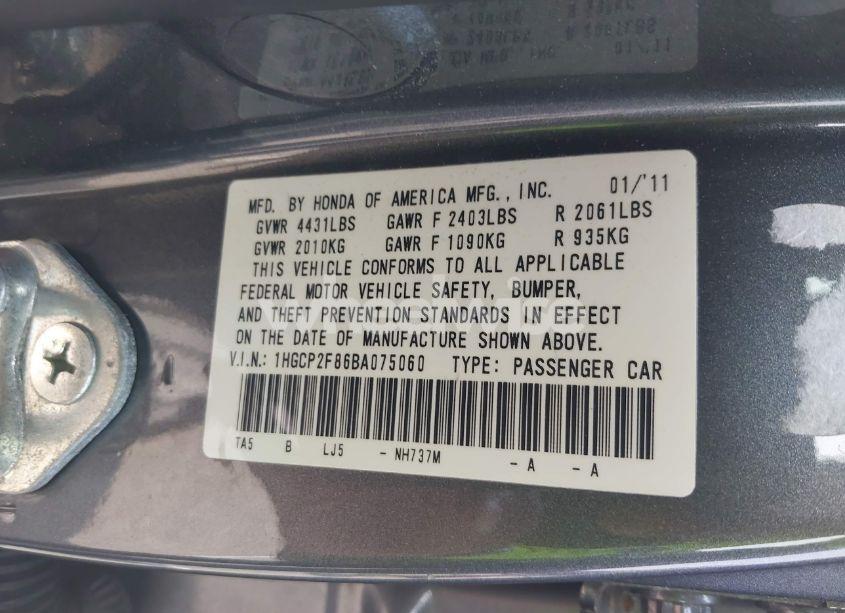 MFD. BY HONDA OF AMERICA MFG., INC. 01/'11
GVWR 4431LBS GAWR F 2403LBS R 2061LBS
GVWR 2010KG GAWR F 1090KG R 935KG
THIS VEHICLE CONFORMS TO ALL APPLICABLE
FEDERAL MOTOR VEHICLE SAFETY, BUMPER,
AND THEFT PREVENTION STANDARDS IN EFFECT
ON THE DATE OF MANUFACTURE SHOWN ABOVE.
V.I.N.: 1HGCP2F86BA075060 TYPE: PASSENGER CAR
TA5 B LJ5 - NH737M - A - A